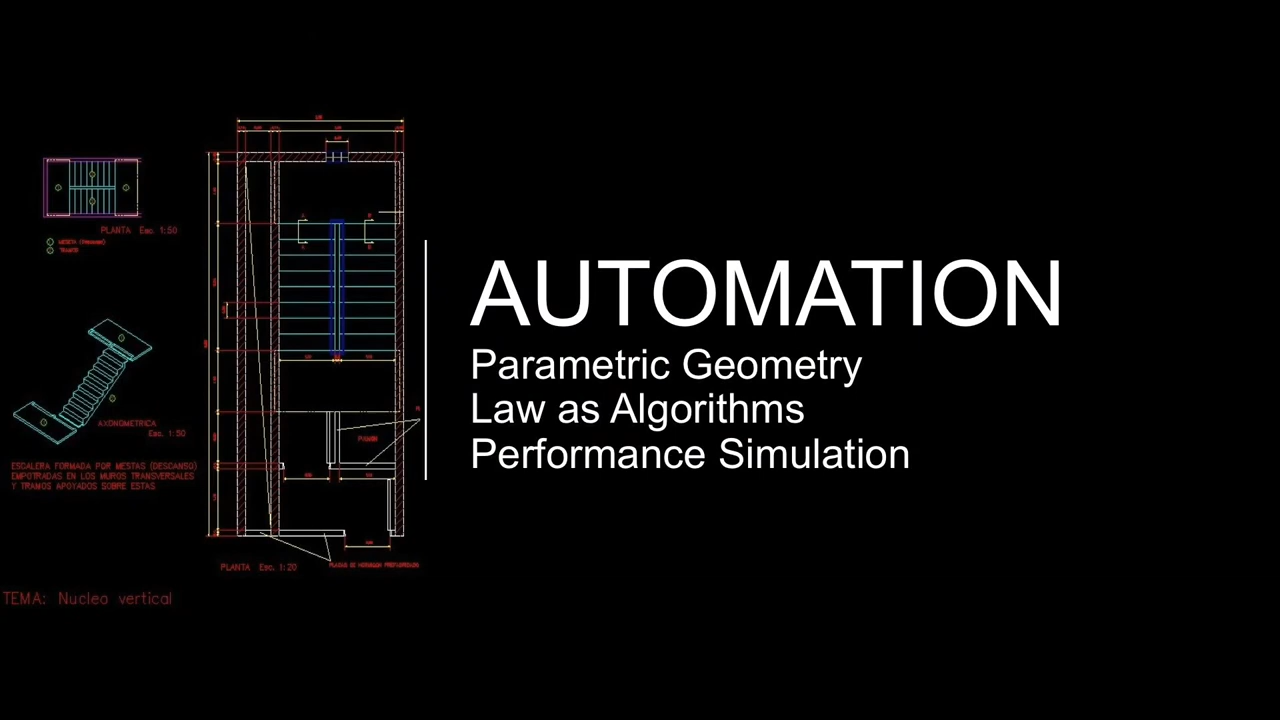 AUTOMATION
Parametric Geometry
Law as Algorithms
Performance Simulation
PLANTA Esc. 1:50
AXONOMETRICA
Esc. 1:50
ESCALERA FORMADA POR MESTAS (DESCANSO)
EMPOTRADAS EN LOS MUROS TRANSVERSALES
Y TRAMOS APOYADOS SOBRE ESTAS
PLANTA Esc. 1:20
TEMA: Nucleo vertical